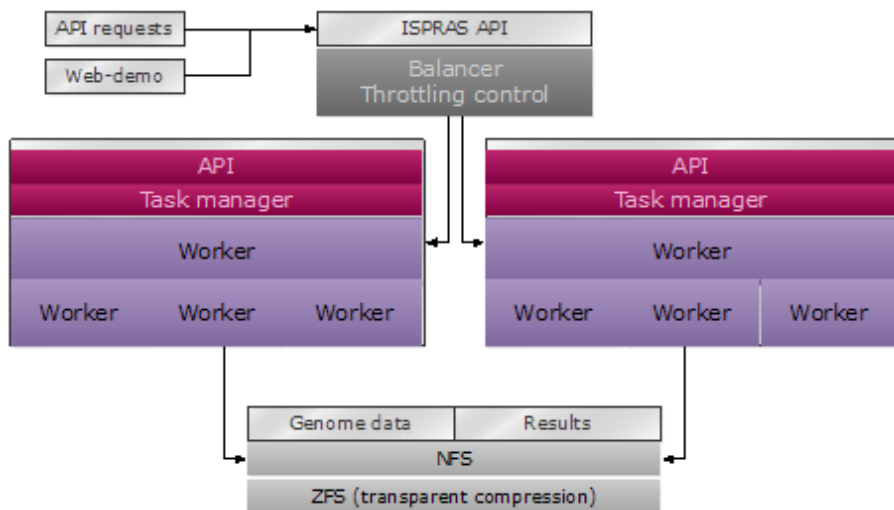 API requests
ISPRAS API
Web-demo
Balancer
Throttling control
API
Task manager
Worker
Worker Worker Worker
API
Task manager
Worker
Worker Worker Worker
Genome data Results
NFS
ZFS (transparent compression)